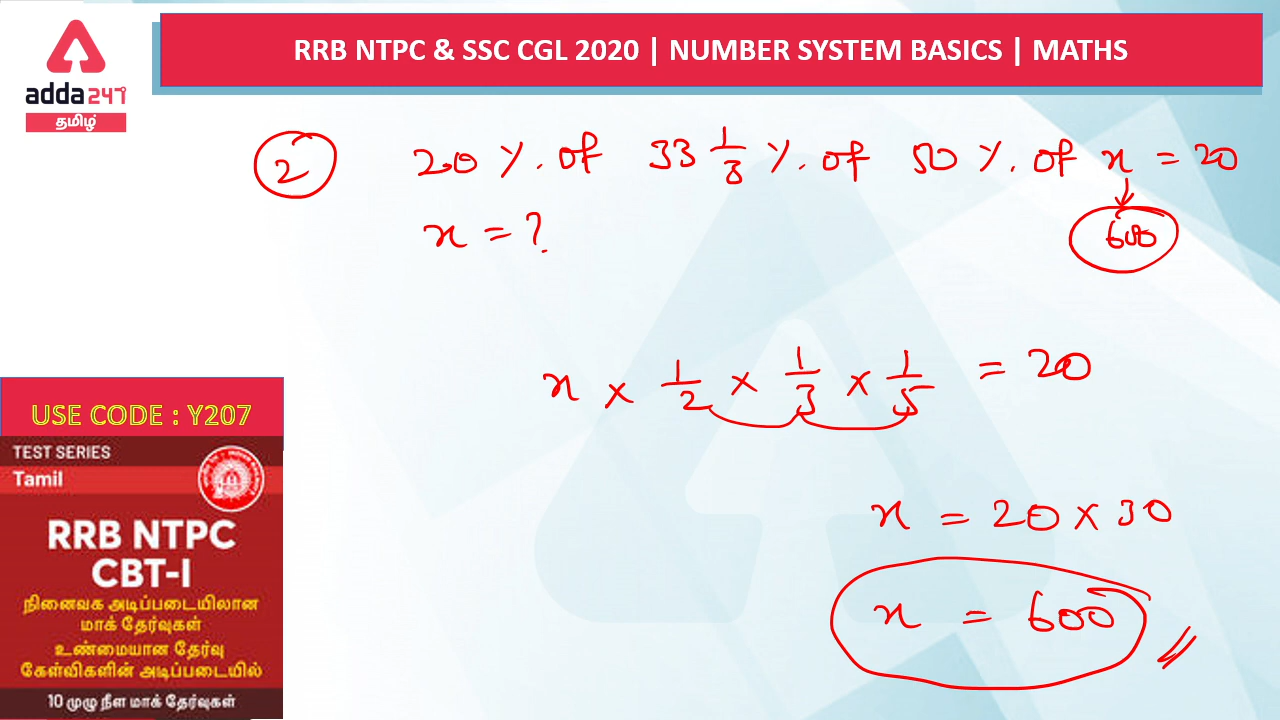 RRB NTPC & SSC CGL 2020 | NUMBER SYSTEM BASICS | MATHS
adda247
தமிழ்
2 20 %. of 33 1/3 %. of 50 %. of x = 20
600
x = ?
x × 1/2 × 1/3 × 1/5 = 20
x = 20 × 30
x = 600
USE CODE : Y207
TEST SERIES
Tamil
RRB NTPC
CBT-I
நினைவக அடிப்படையிலான
மாக் தேர்வுகள்
உண்மையான தேர்வு
கேள்விகளின் அடிப்படையில்
10 முழு நீள மாக் தேர்வுகள்